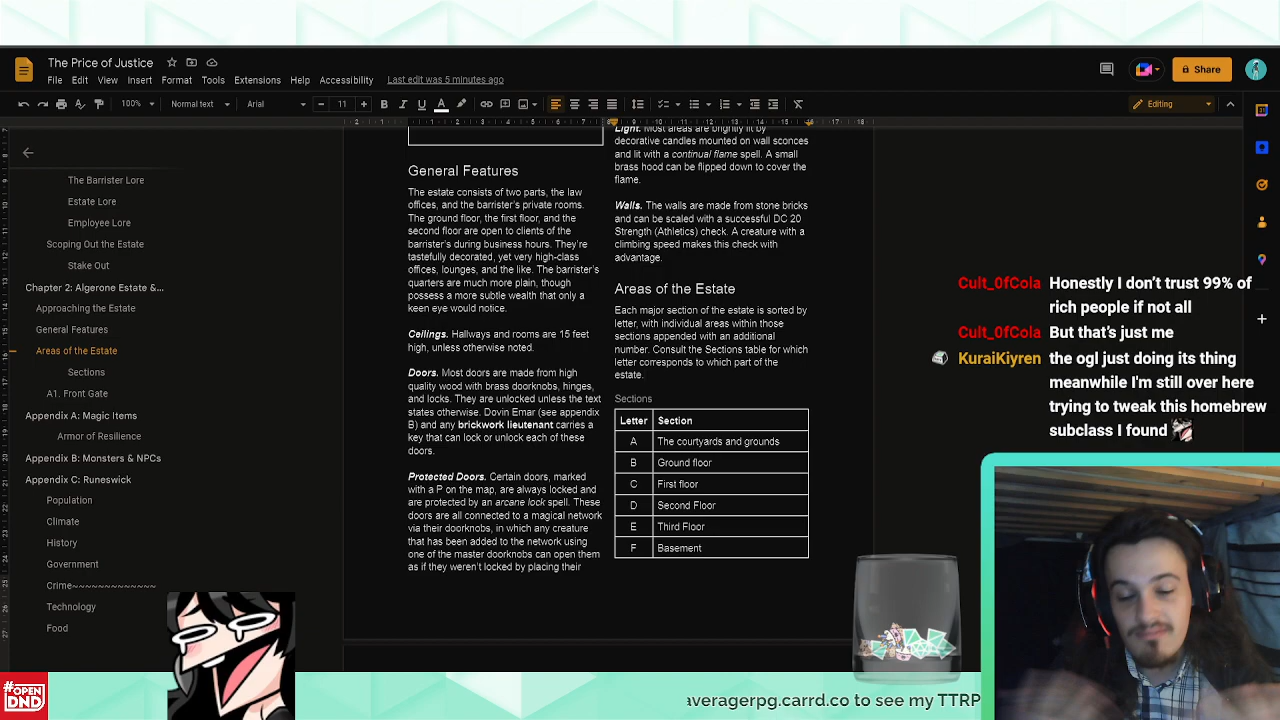 The Price of Justice
File Edit View Insert Format Tools Extensions Help Accessibility Last edit was 5 minutes ago
Share
100% Normal text Arial 11 Editing
The Barrister Lore
Estate Lore
Employee Lore
Scoping Out the Estate
Stake Out
Chapter 2: Algerone Estate &...
Approaching the Estate
General Features
Areas of the Estate
Sections
A1. Front Gate
Appendix A: Magic Items
Armor of Resilience
Appendix B: Monsters & NPCs
Appendix C: Runeswick
Population
Climate
History
Government
Crime~~~~~~~~~~~~~
Technology
Food
General Features
The estate consists of two parts, the law
offices, and the barrister's private rooms.
The ground floor, the first floor, and the
second floor are open to clients of the
barrister's during business hours. They're
tastefully decorated, yet very high-class
offices, lounges, and the like. The barrister's
quarters are much more plain, though
possess a more subtle wealth that only a
keen eye would notice.
Ceilings. Hallways and rooms are 15 feet
high, unless otherwise noted.
Doors. Most doors are made from high
quality wood with brass doorknobs, hinges,
and locks. They are unlocked unless the text
states otherwise. Dovin Emar (see appendix
B) and any brickwork lieutenant carries a
key that can lock or unlock each of these
doors.
Protected Doors. Certain doors, marked
with a P on the map, are always locked and
are protected by an arcane lock spell. These
doors are all connected to a magical network
via their doorknobs, in which any creature
that has been added to the network using
one of the master doorknobs can open them
as if they weren't locked by placing their
Light. Most areas are brightly lit by
decorative candles mounted on wall sconces
and lit with a continual flame spell. A small
brass hood can be flipped down to cover the
flame.
Walls. The walls are made from stone bricks
and can be scaled with a successful DC 20
Strength (Athletics) check. A creature with a
climbing speed makes this check with
advantage.
Areas of the Estate
Each major section of the estate is sorted by
letter, with individual areas within those
sections appended with an additional
number. Consult the Sections table for which
letter corresponds to which part of the
estate.
Sections
Letter Section
A The courtyards and grounds
B Ground floor
C First floor
D Second Floor
E Third Floor
F Basement
Cult_0fCola Honestly I don't trust 99% of
rich people if not all
Cult_0fCola But that's just me
KuraiKiyren the ogl just doing its thing
meanwhile I'm still over here
trying to tweak this homebrew
subclass I found
#OPEN
DND
averagerpg.carrd.co to see my TTRP